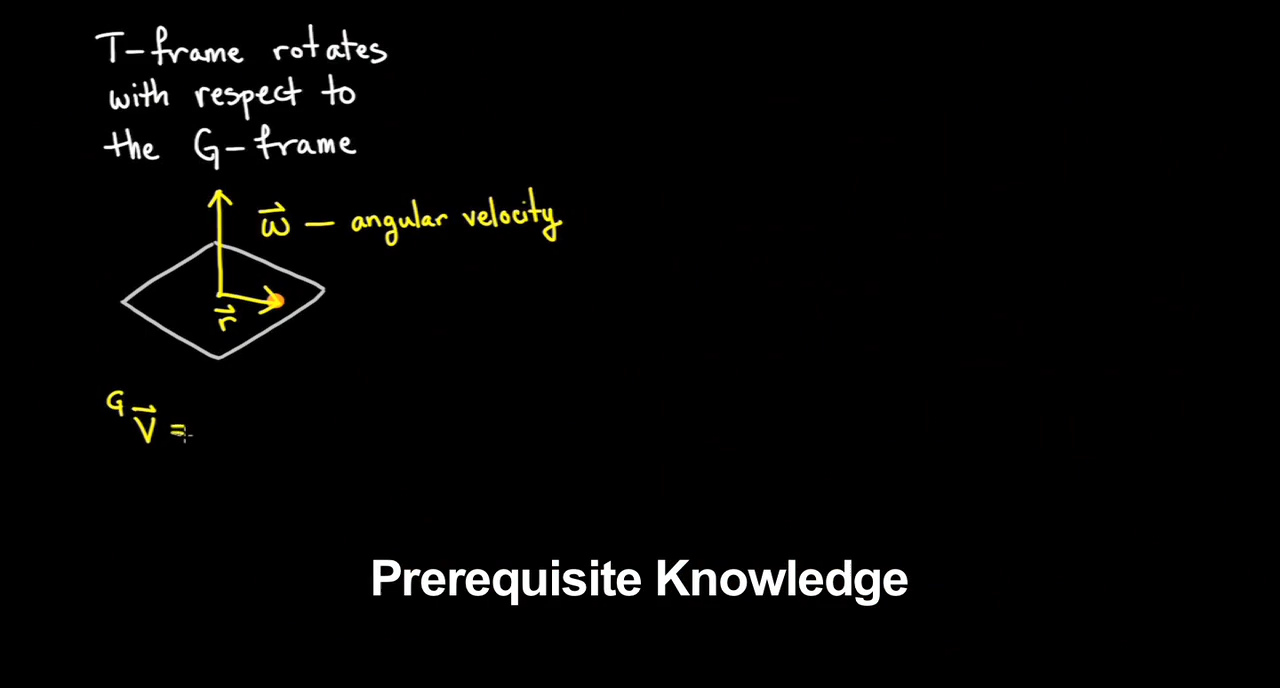 T-frame rotates
with respect to
the G-frame
ω⃗ — angular velocity
r⃗
ᴳV⃗ =
Prerequisite Knowledge